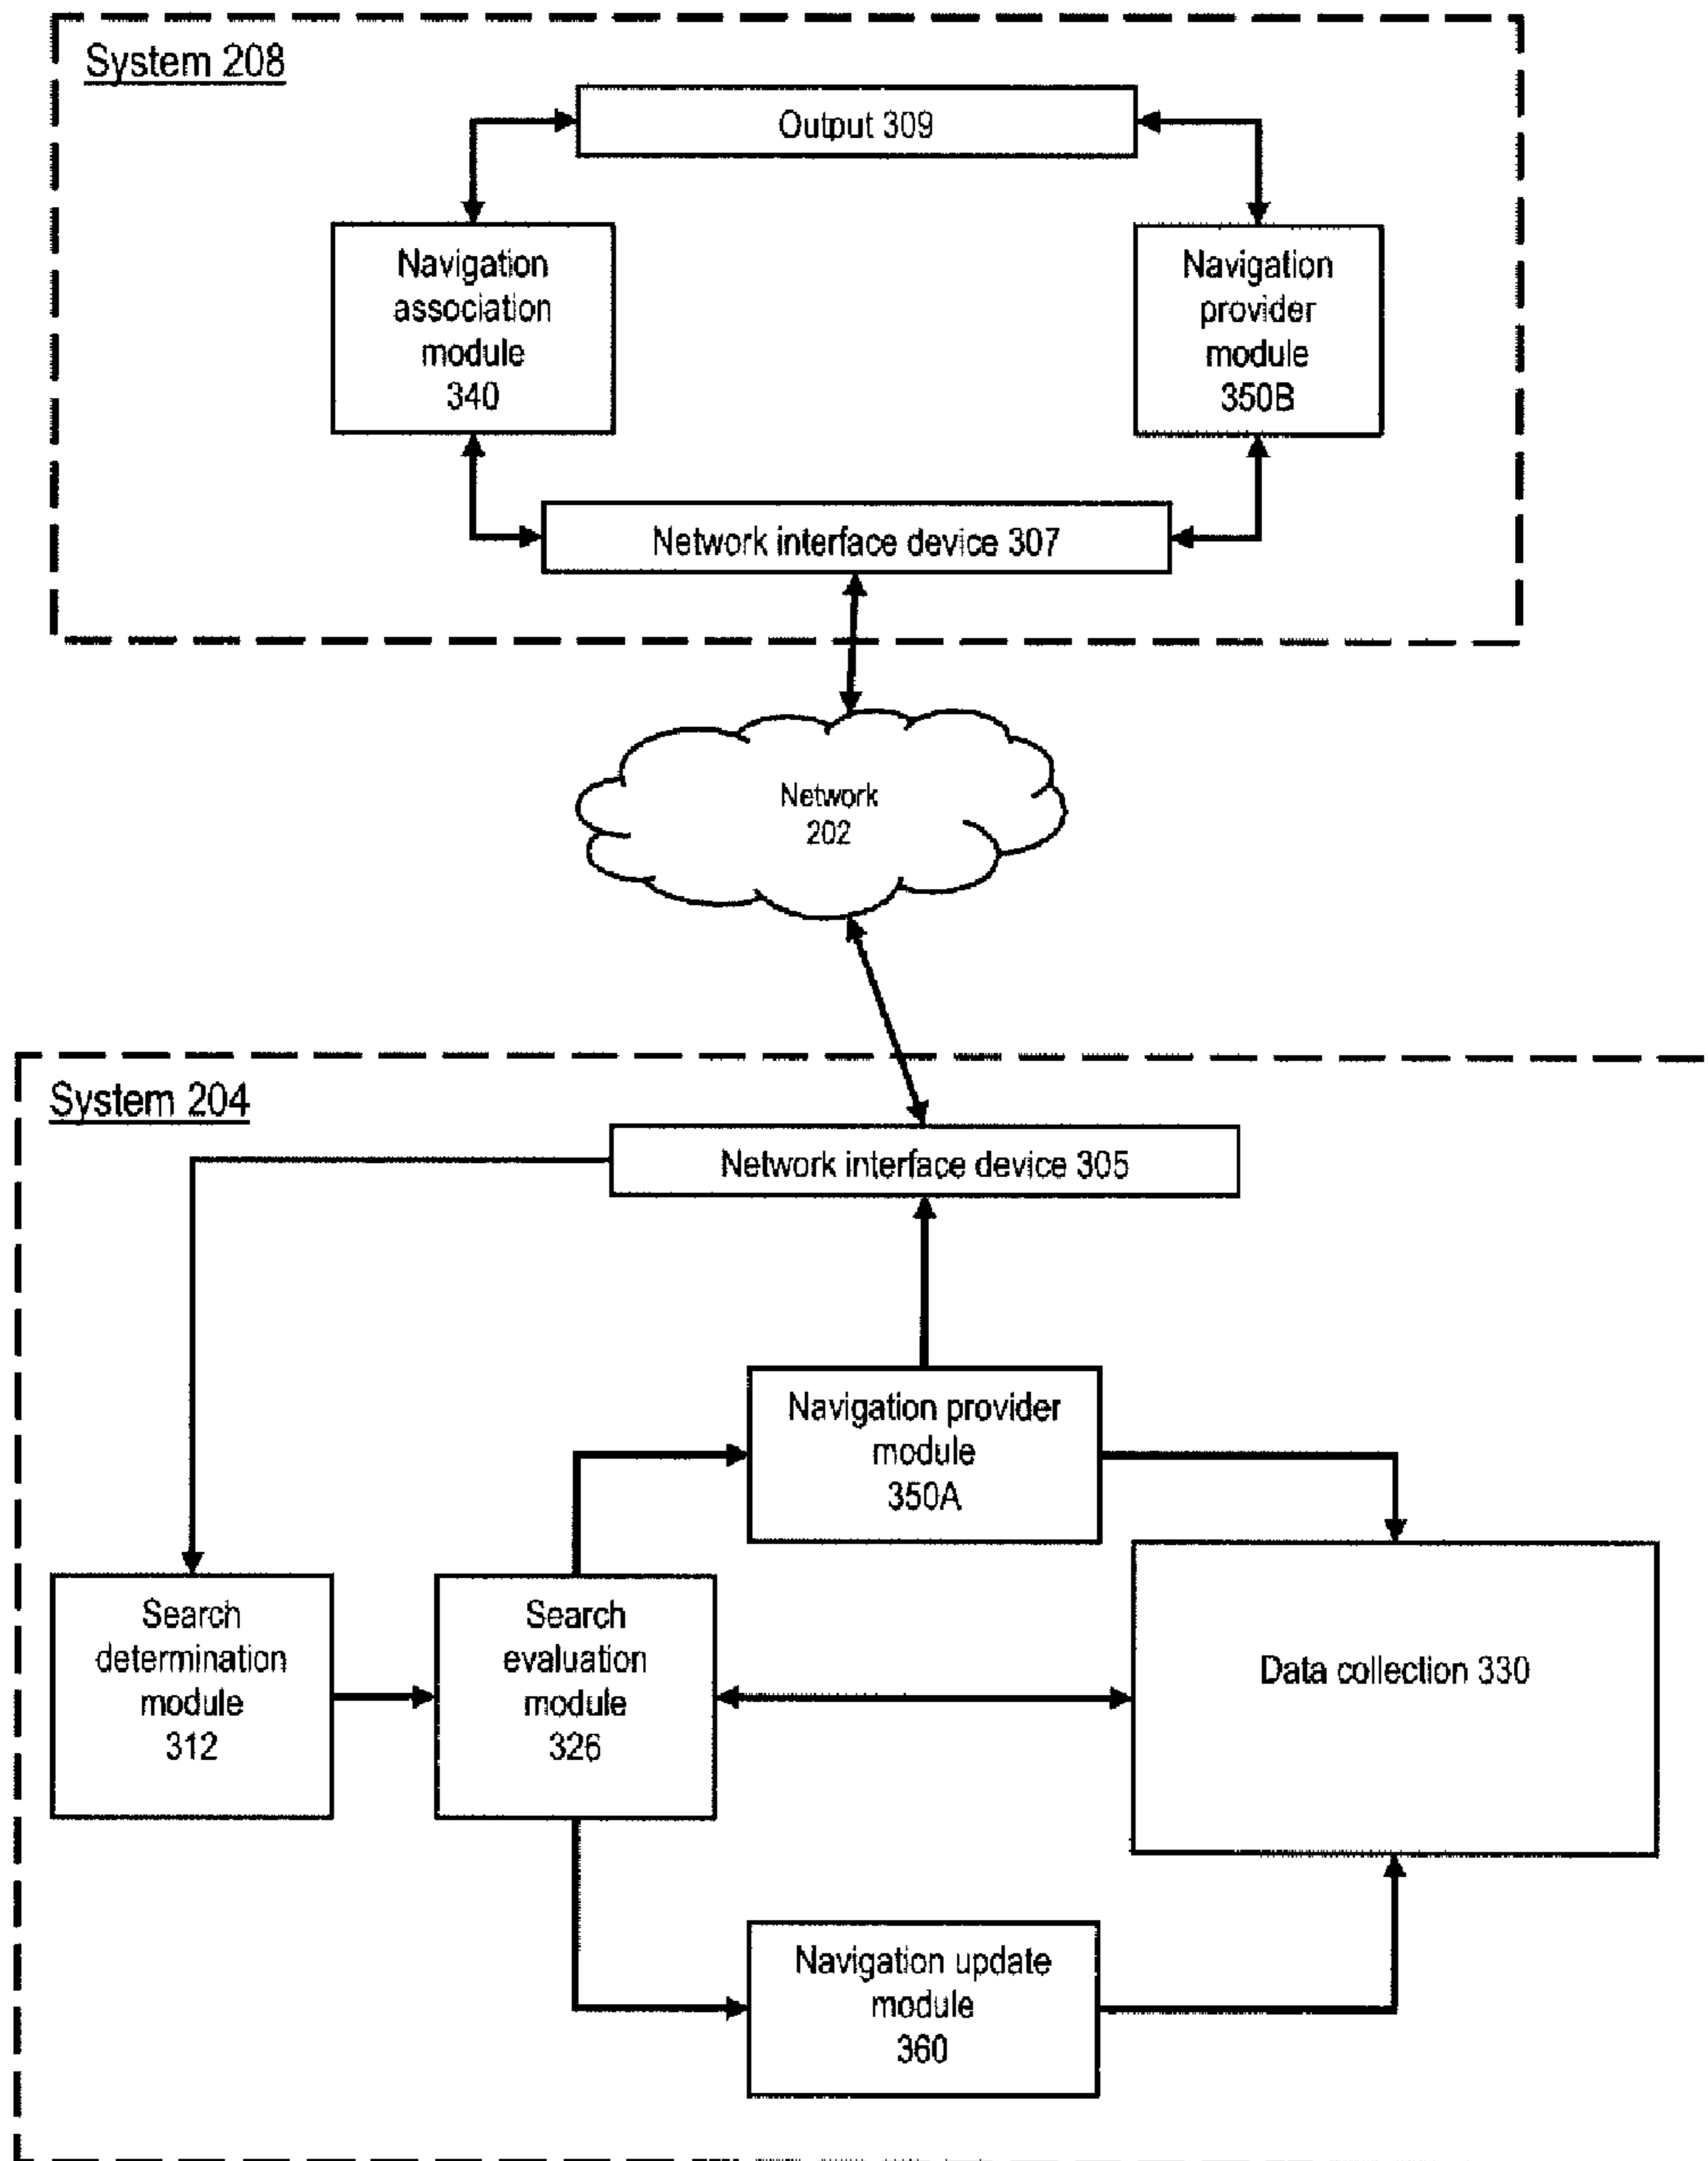 System 208
Output 309
Navigation
association
module
340
Navigation
provider
module
350B
Network interface device 307
Network
202
System 204
Network interface device 305
Navigation provider
module
350A
Search
determination
module
312
Search
evaluation
module
326
Data collection 330
Navigation update
module
360